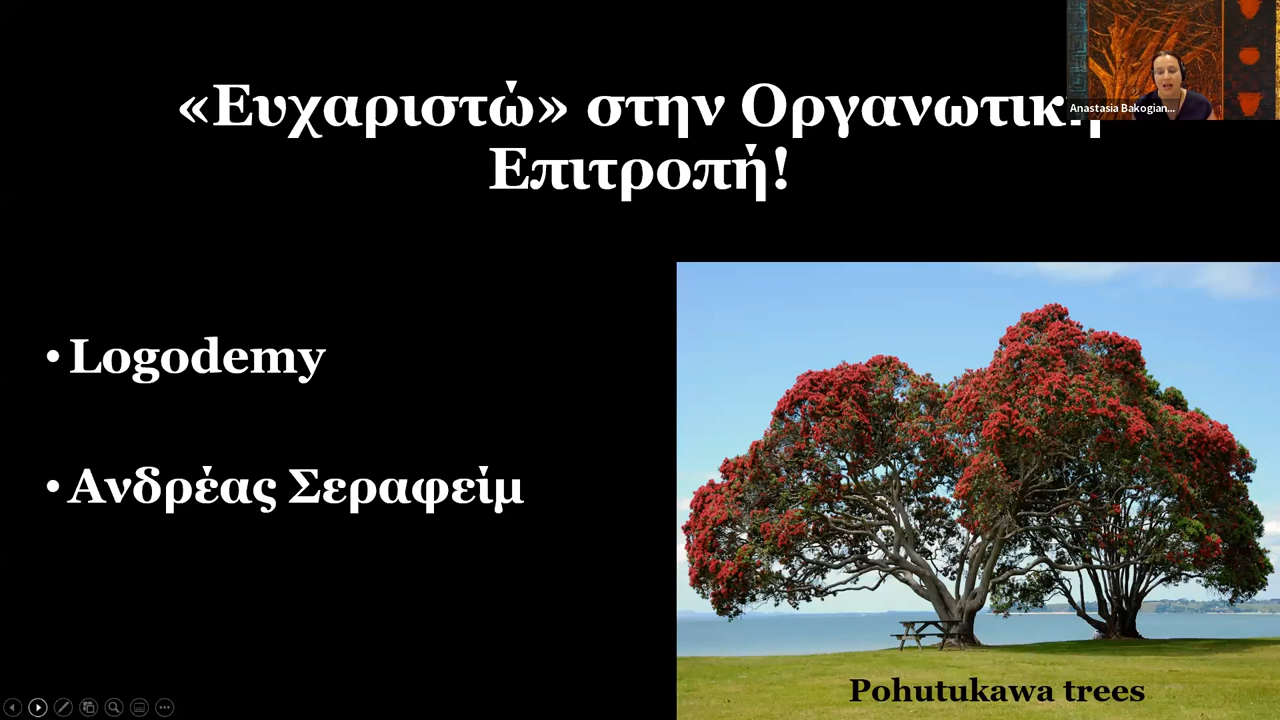 «Ευχαριστώ» στην Οργανωτική
Επιτροπή!
Anastasia Bakogian...
• Logodemy
• Ανδρέας Σεραφείμ
Pohutukawa trees